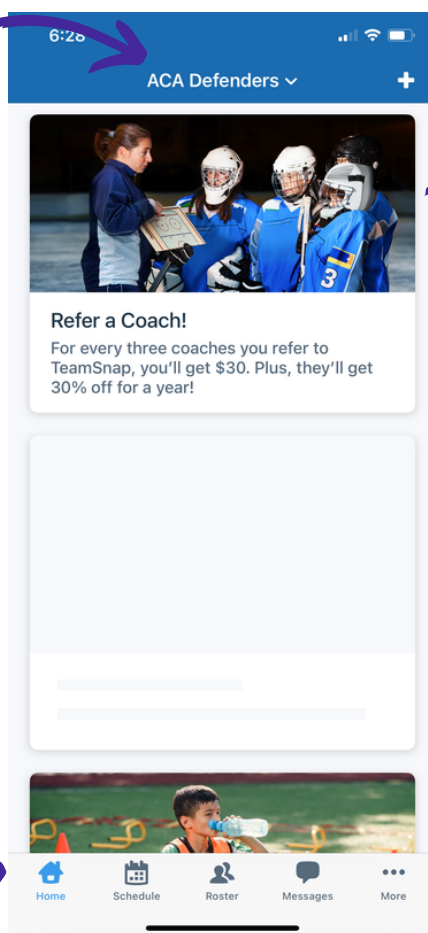 6:28
ACA Defenders
3
Refer a Coach!
For every three coaches you refer to
TeamSnap, you'll get $30. Plus, they'll get
30% off for a year!
Home
Schedule
Roster
Messages
More